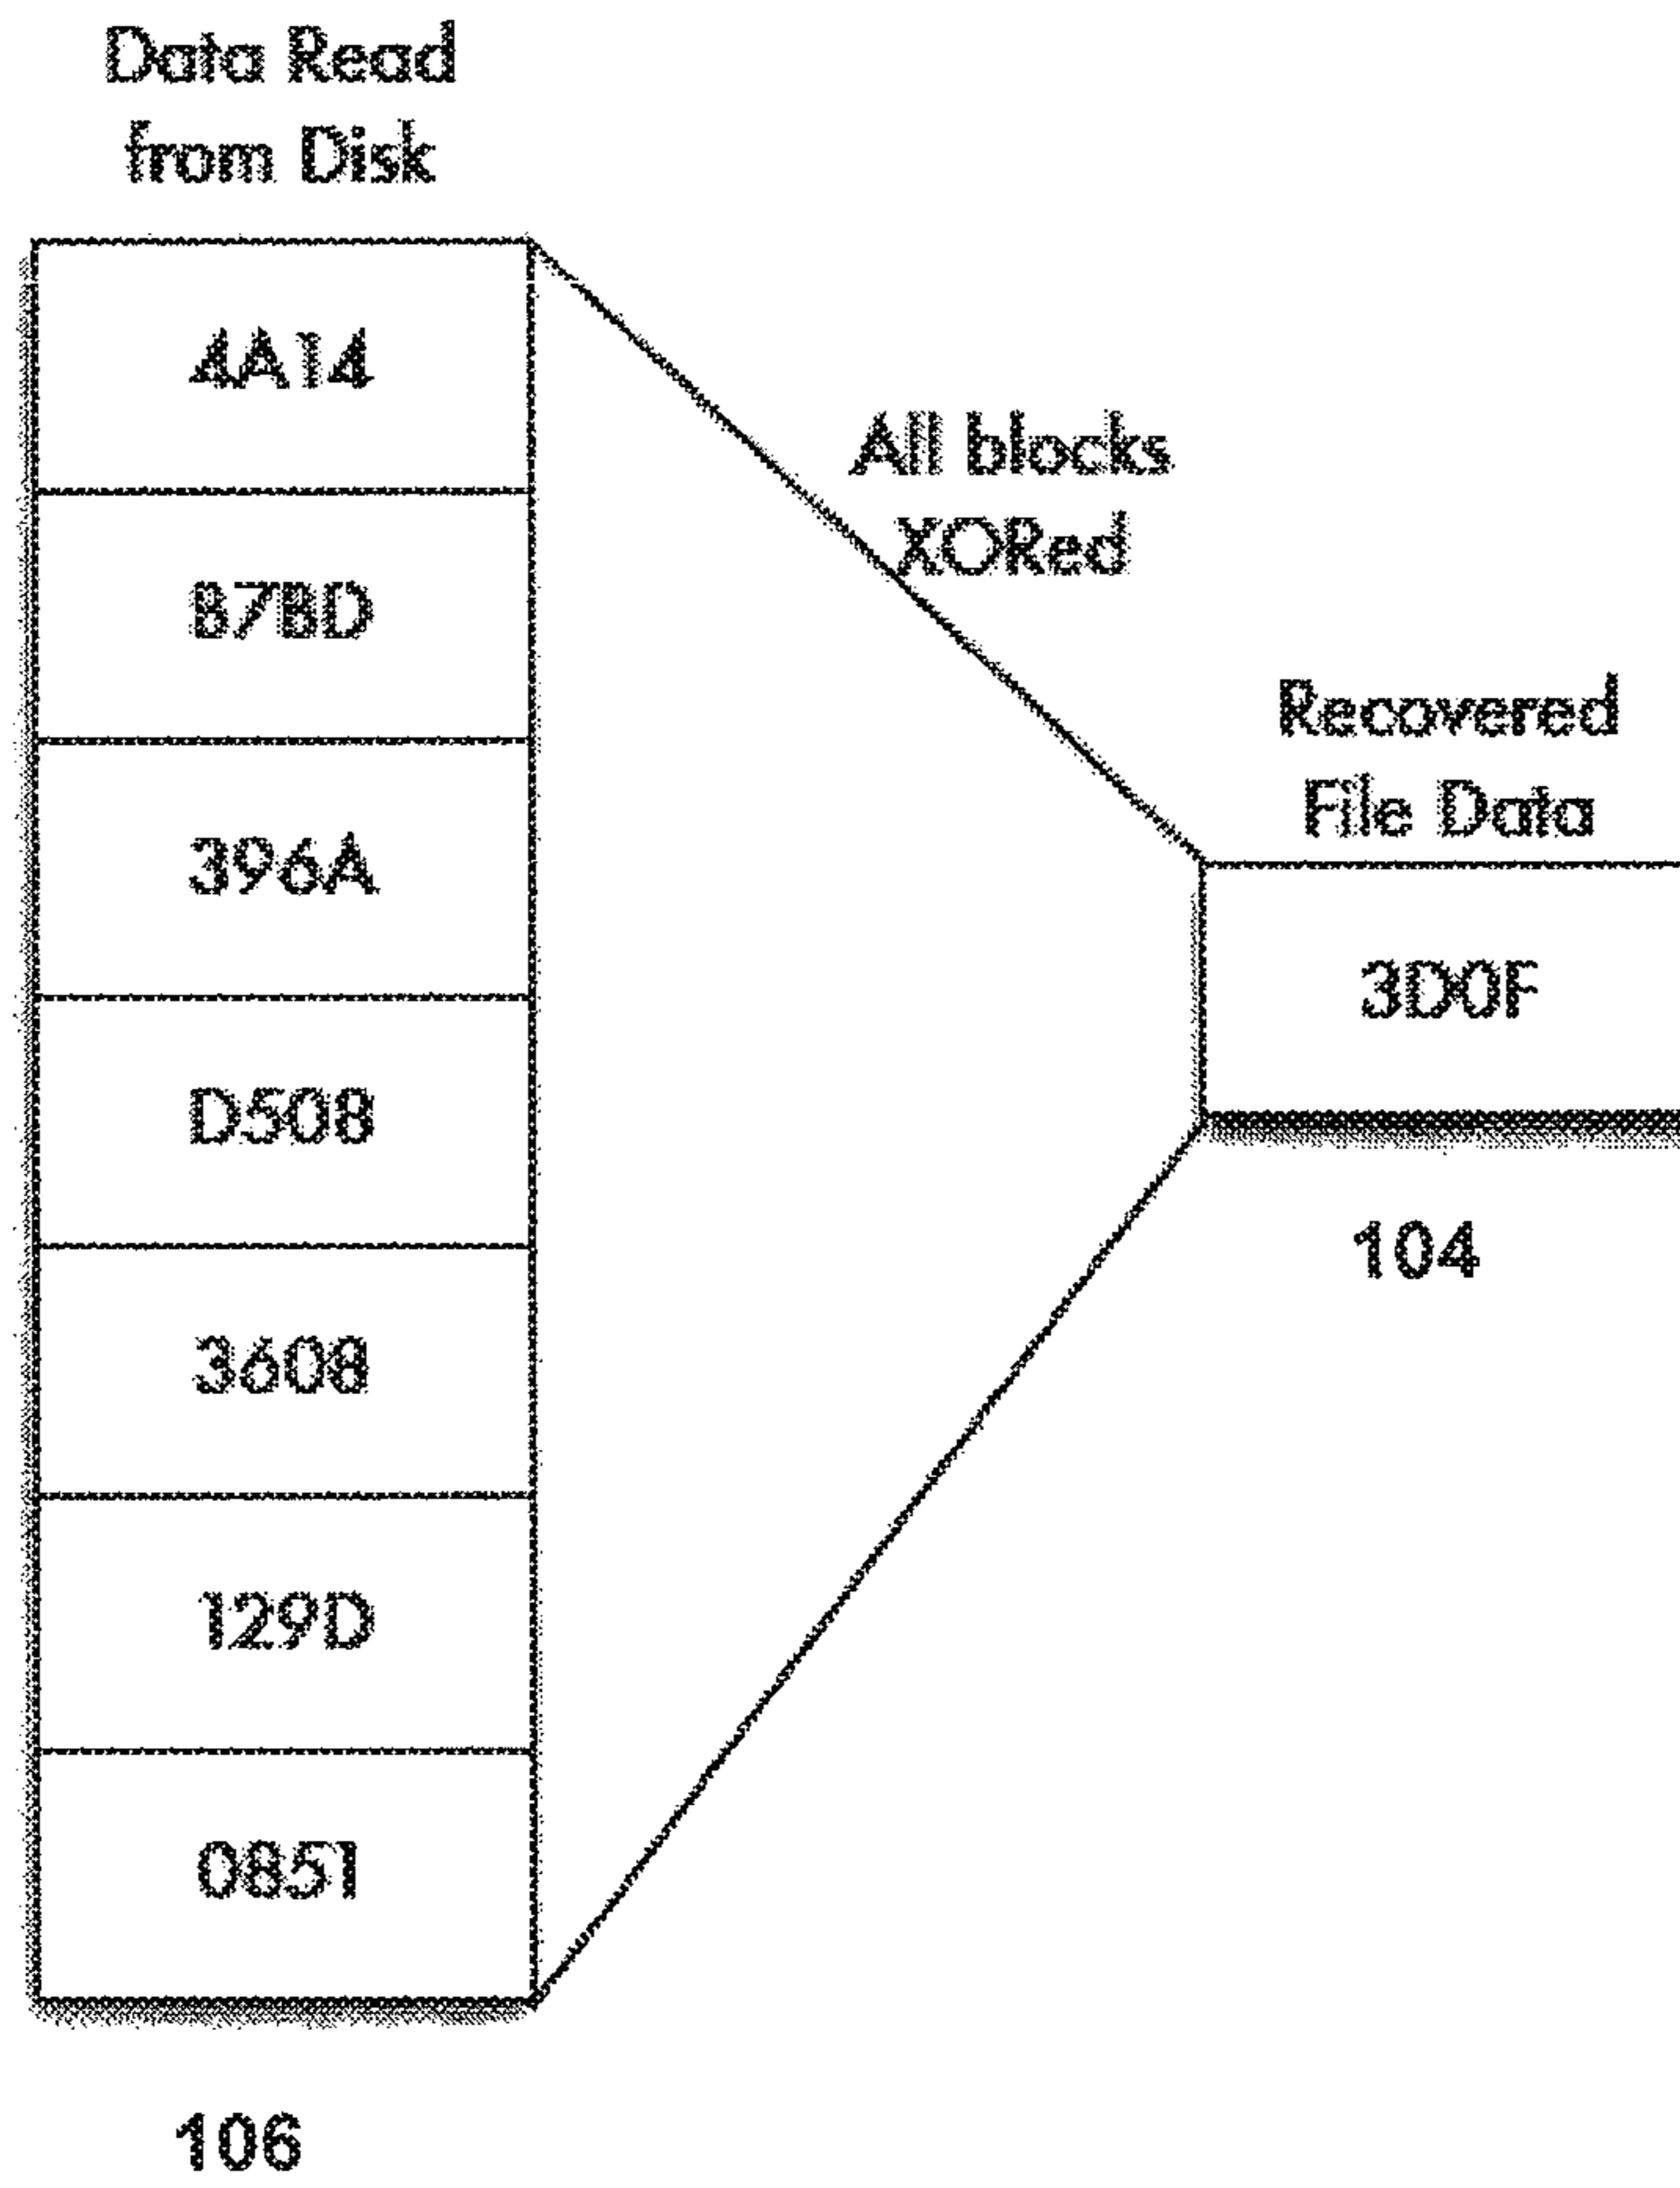 Data Read
from Disk
4A14
B7BD
396A
D508
3608
129D
0851
106
All blocks
XORed
Recovered
File Data
3D0F
104